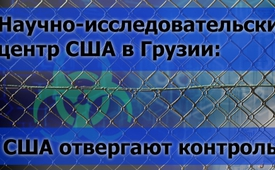 Научно-исследовательски
центр США в Грузии:
США отвергают контроль